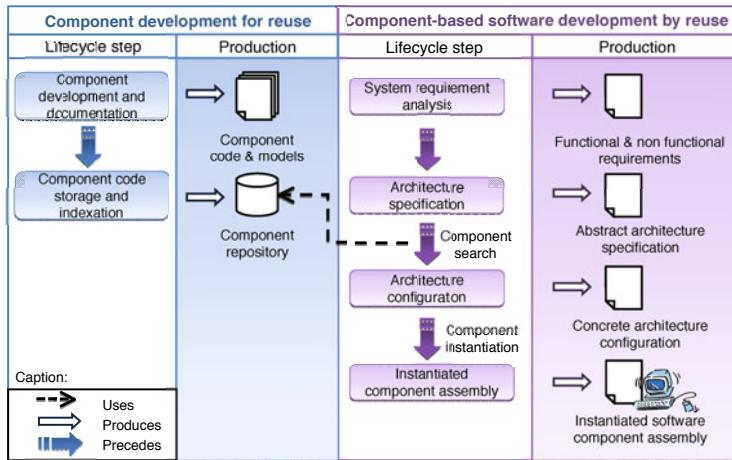 Component development for reuse
Component-based software development by reuse
Lifecycle step
Production
Lifecycle step
Production
Component
development and
documentation
Component
code & models
Component code
storage and
indexation
Component
repository
System requirement
analysis
Functional & non functional
requirements
Architecture
specification
Abstract architecture
specification
Component
search
Architecture
configuraton
Concrete architecture
configuration
Component
instantiation
Instantiated
component assembly
Instantiated software
component assembly
Caption:
Uses
Produces
Precedes